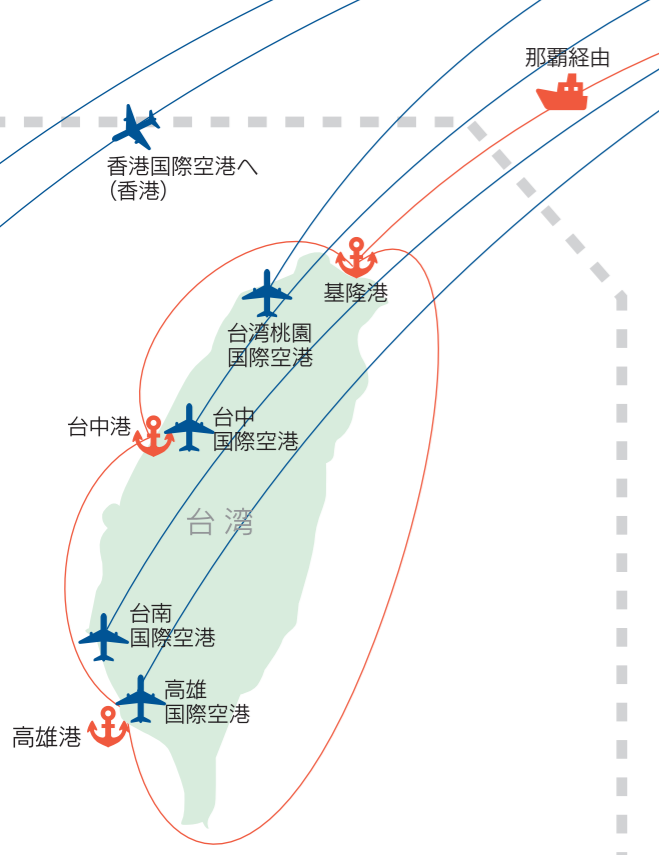 那覇経由
香港国際空港へ
(香港)
基隆港
台湾桃園
国際空港
台中港
台中
国際空港
台湾
台南
国際空港
高雄
国際空港
高雄港